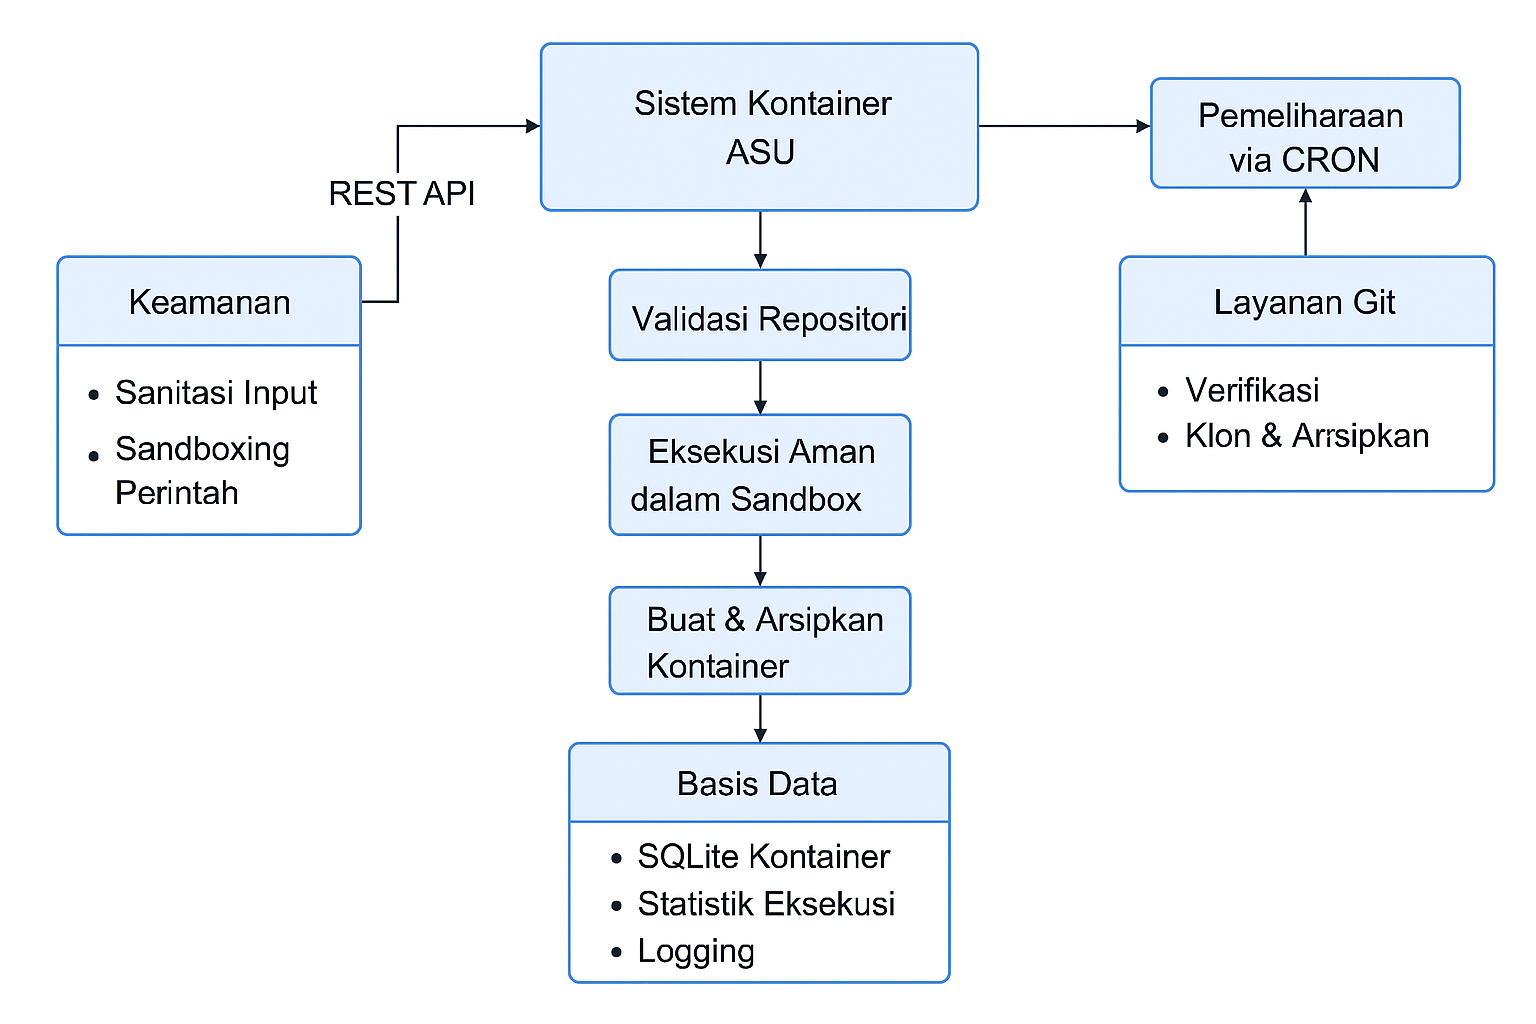 Sistem Kontainer
ASU
Pemeliharaan
via CRON
REST API
Keamanan
• Sanitasi Input
• Sandboxing
Perintah
Validasi Repositori
Layanan Git
• Verifikasi
• Klon & Arrsipkan
Eksekusi Aman
dalam Sandbox
Buat & Arsipkan
Kontainer
Basis Data
• SQLite Kontainer
• Statistik Eksekusi
• Logging